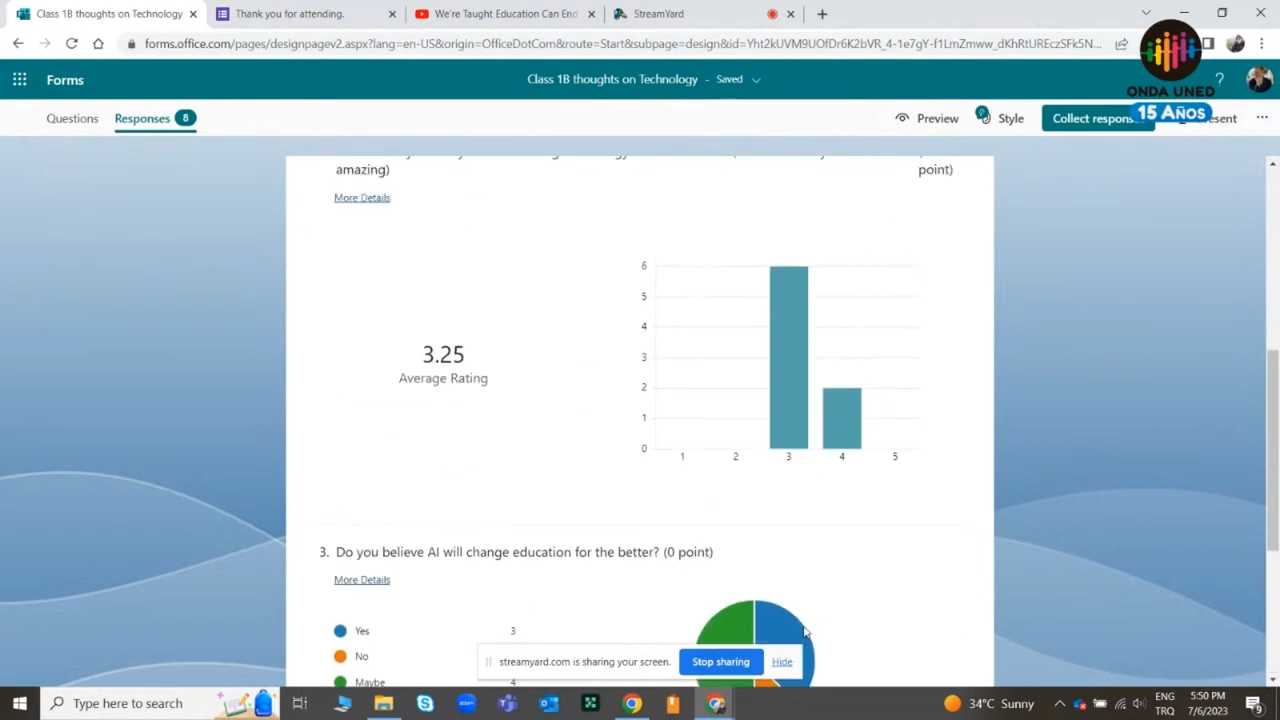 Class 1B thoughts on Technology
Thank you for attending.
We're Taught Education Can End
StreamYard
forms.office.com/pages/designpagev2.aspx?lang=en-US&origin=OfficeDotCom&route=Start&subpage=design&id=
Forms
Class 1B thoughts on Technology - Saved
?
ONDA UNED
15 AÑOS
Questions
Responses 8
Preview
Style
Collect respon
esent
amazing)
point)
More Details
3.25
Average Rating
6
5
4
3
2
1
0
1 2 3 4 5
3. Do you believe AI will change education for the better? (0 point)
More Details
Yes 3
No
Maybe 4
streamyard.com is sharing your screen.
Stop sharing
Hide
Type here to search
34°C Sunny
ENG
TRQ
5:50 PM
7/6/2023
9